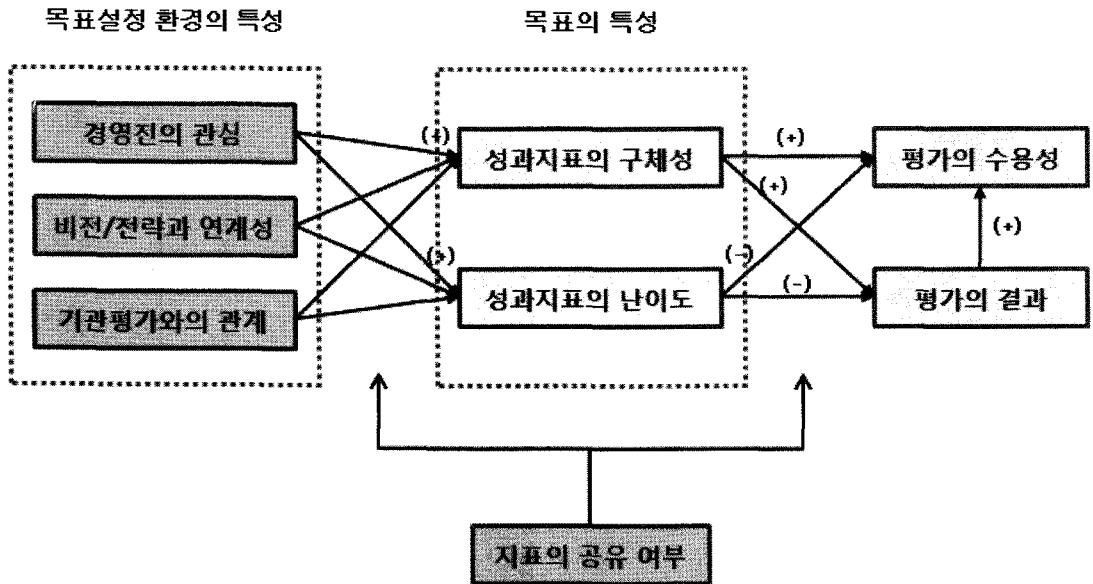 목표설정 환경의 특성
목표의 특성
경영진의 관심
비전/전략과 연계성
기관평가와의 관계
(+)
(+)
성과지표의 구체성
성과지표의 난이도
(+)
(+)
(-)
(-)
평가의 수용성
(+)
평가의 결과
지표의 공유 여부